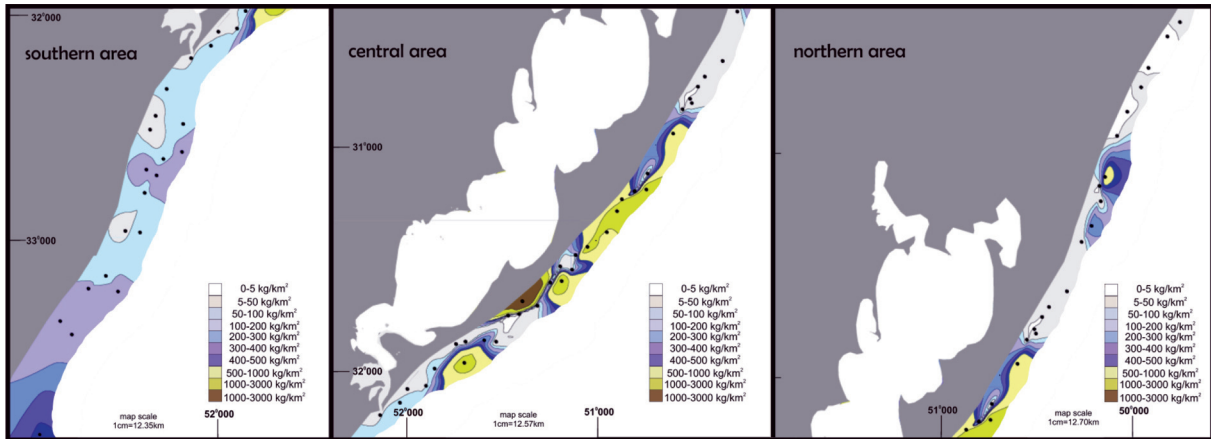 32°000
southern area
33°000
0-5 kg/km²
5-50 kg/km²
50-100 kg/km²
100-200 kg/km²
200-300 kg/km²
300-400 kg/km²
400-500 kg/km²
500-1000 kg/km²
1000-3000 kg/km²
1000-3000 kg/km²
map scale
1cm=12.35km
52°000
central area
31°000
32°000
0-5 kg/km²
5-50 kg/km²
50-100 kg/km²
100-200 kg/km²
200-300 kg/km²
300-400 kg/km²
400-500 kg/km²
500-1000 kg/km²
1000-3000 kg/km²
1000-3000 kg/km²
52°000
map scale
1cm=12.57km
51°000
northern area
0-5 kg/km²
5-50 kg/km²
50-100 kg/km²
100-200 kg/km²
200-300 kg/km²
300-400 kg/km²
400-500 kg/km²
500-1000 kg/km²
1000-3000 kg/km²
1000-3000 kg/km²
51°000
map scale
1cm=12.70km
50°000